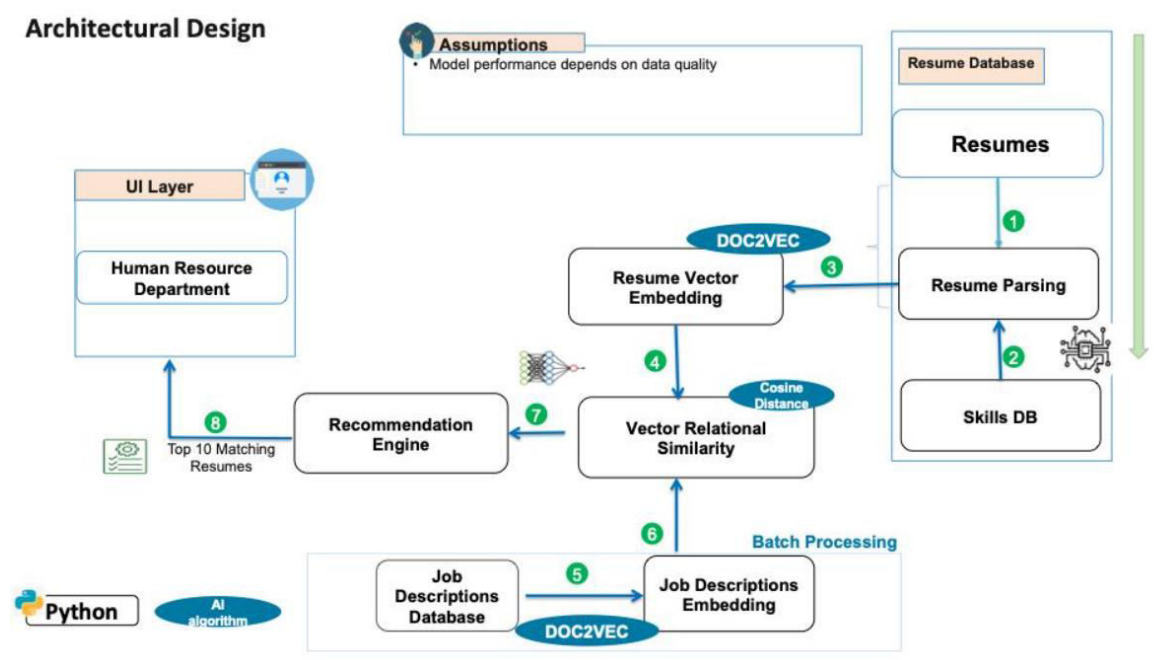 Architectural Design
Assumptions
• Model performance depends on data quality
Resume Database
Resumes
1
UI Layer
Human Resource
Department
DOC2VEC
Resume Vector
Embedding
3
Resume Parsing
2
Skills DB
4
Cosine
Distance
Vector Relational
Similarity
7
Recommendation
Engine
8
Top 10 Matching
Resumes
6
Batch Processing
Job
Descriptions
Database
5
DOC2VEC
Job Descriptions
Embedding
Python
AI
algorithm